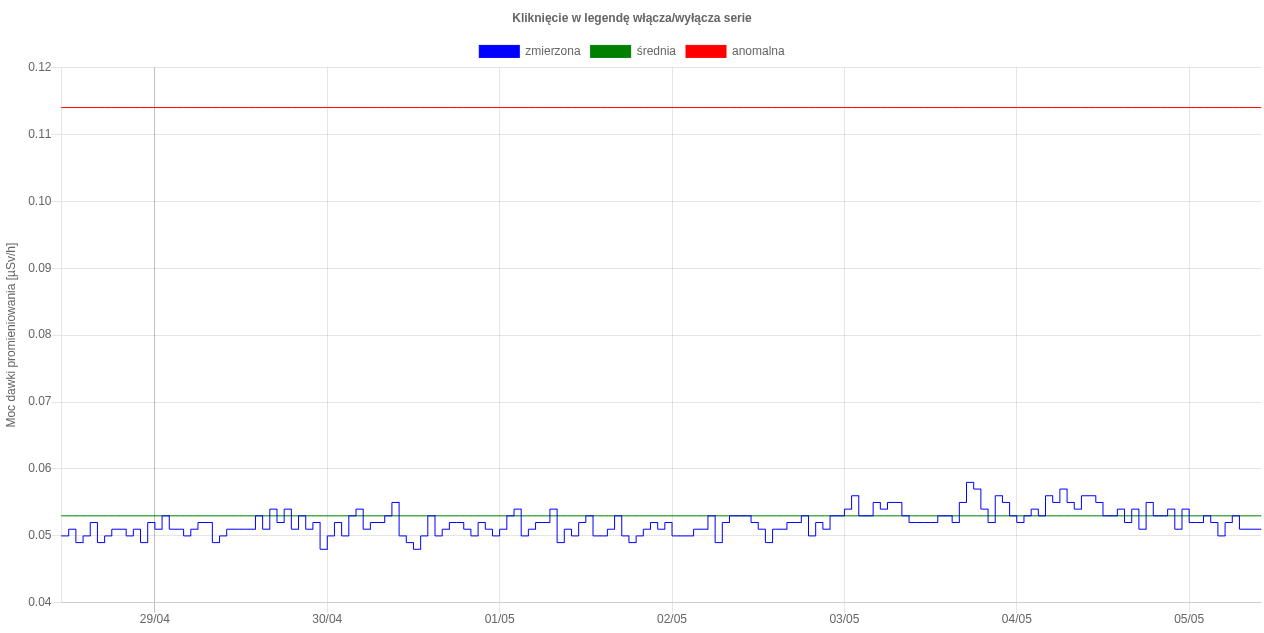 Kliknięcie w legendę włącza/wyłącza serie
zmierzona średnia anomalna
Moc dawki promieniowania [µSv/h]
0.12
0.11
0.10
0.09
0.08
0.07
0.06
0.05
0.04
29/04 30/04 01/05 02/05 03/05 04/05 05/05